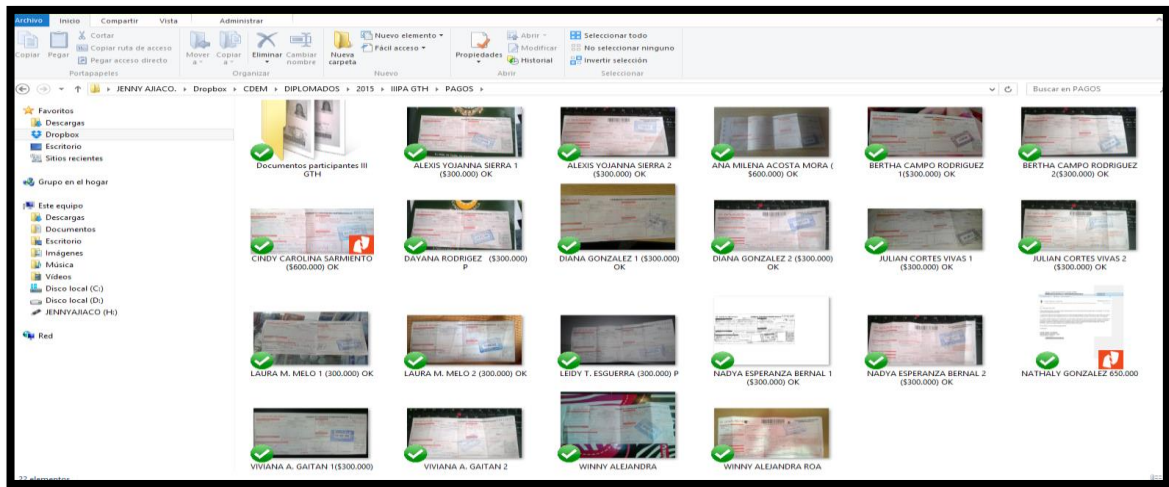 Archivo Inicio Compartir Vista Administrar
Copiar
Pegar
Cortar
Copiar ruta de acceso
Pegar acceso directo
Portapapeles
Mover a
Copiar a
Eliminar
Cambiar nombre
Organizar
Nueva carpeta
Nuevo elemento
Fácil acceso
Nuevo
Propiedades
Abrir
Modificar
Historial
Abrir
Seleccionar todo
No seleccionar ninguno
Invertir selección
Seleccionar
JENNY AJIACO. Dropbox CDEM DIPLOMADOS 2015 IIIPA GTH PAGOS
Buscar en PAGOS
Favoritos
Descargas
Dropbox
Escritorio
Sitios recientes
Grupo en el hogar
Este equipo
Descargas
Documentos
Escritorio
Imágenes
Música
Vídeos
Disco local (C:)
Disco local (D:)
JENNYAJIACO (H:)
Red
Documentos participantes III
GTH
ALEXIS YOJANNA SIERRA 1
($300.000) OK
ALEXIS YOJANNA SIERRA 2
($300.000) OK
ANA MILENA ACOSTA MORA (
$600.000) OK
BERTHA CAMPO RODRIGUEZ
1($300.000) OK
BERTHA CAMPO RODRIGUEZ
2($300.000) OK
CINDY CAROLINA SARMIENTO
($600.000) OK
DAYANA RODRIGEZ ($300.000)
P
DIANA GONZALEZ 1 ($300.000)
OK
DIANA GONZALEZ 2 ($300.000)
OK
JULIAN CORTES VIVAS 1
($300.000) OK
JULIAN CORTES VIVAS 2
($300.000) OK
LAURA M. MELO 1 (300.000) OK
LAURA M. MELO 2 (300.000) OK
LEIDY T. ESGUERRA (300.000) P
NADYA ESPERANZA BERNAL 1
($300.000) OK
NADYA ESPERANZA BERNAL 2
($300.000) OK
NATHALY GONZALEZ 650.000
VIVIANA A. GAITAN 1($300.000)
VIVIANA A. GAITAN 2
WINNY ALEJANDRA
WINNY ALEJANDRA ROA
22 elementos